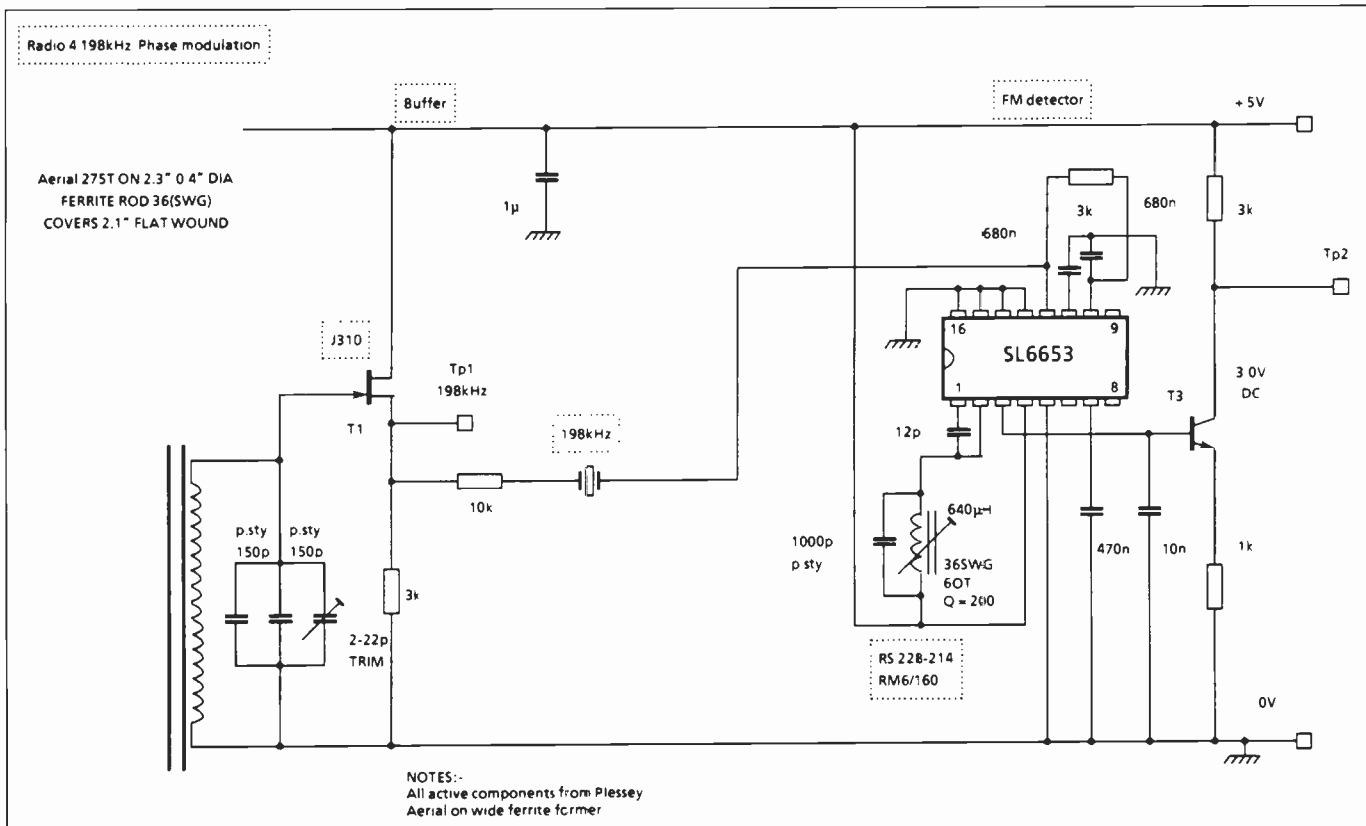 Radio 4 198kHz Phase modulation
Buffer
FM detector
+5V
Aerial 275T ON 2.3" 0 4" DIA
FERRITE ROD 36(SWG)
COVERS 2.1" FLAT WOUND
1µ
3k
680n
680n
3k
Tp2
J310
16
9
SL6653
1
8
Tp1
198kHz
T1
3 0V
DC
T3
198kHz
12p
10k
p.sty
150p
p.sty
150p
640µH
1000p
p sty
36SWG
60T
Q = 200
470n
10n
1k
3k
2-22p
TRIM
RS 228-214
RM6/160
0V
NOTES:-
All active components from Plessey
Aerial on wide ferrite former